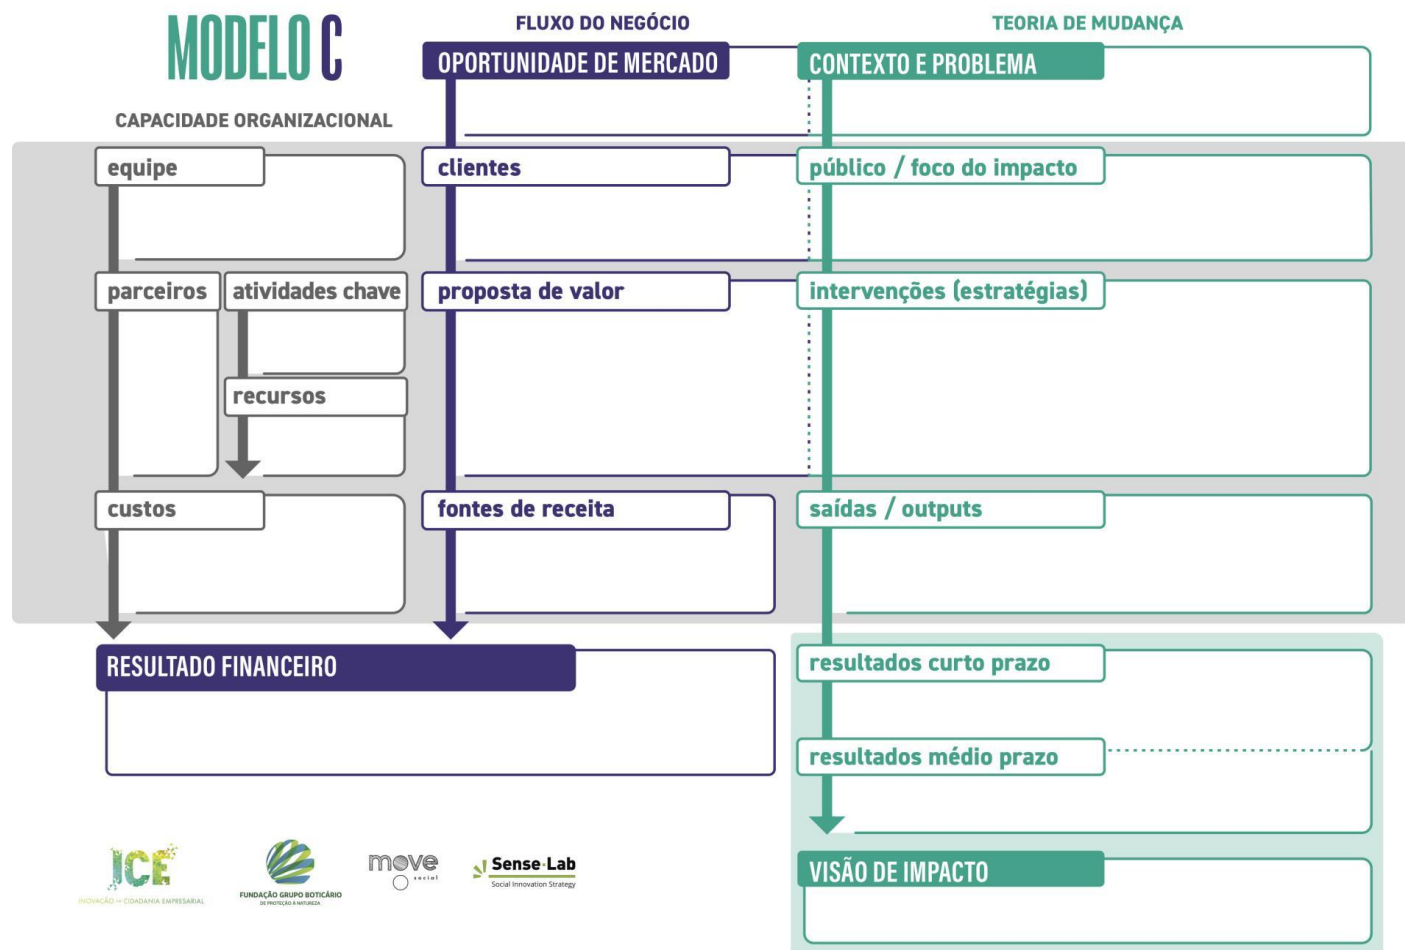 MODELO C
FLUXO DO NEGÓCIO
TEORIA DE MUDANÇA
OPORTUNIDADE DE MERCADO
CONTEXTO E PROBLEMA
CAPACIDADE ORGANIZACIONAL
equipe
clientes
público / foco do impacto
parceiros
atividades chave
proposta de valor
intervenções (estratégias)
recursos
custos
fontes de receita
saídas / outputs
RESULTADO FINANCEIRO
resultados curto prazo
resultados médio prazo
VISÃO DE IMPACTO
ICE
INOVAÇÃO EM CIDADANIA EMPRESARIAL
FUNDAÇÃO GRUPO BOTICÁRIO
DE PROTEÇÃO À NATUREZA
move
social
Sense-Lab
Social Innovation Strategy